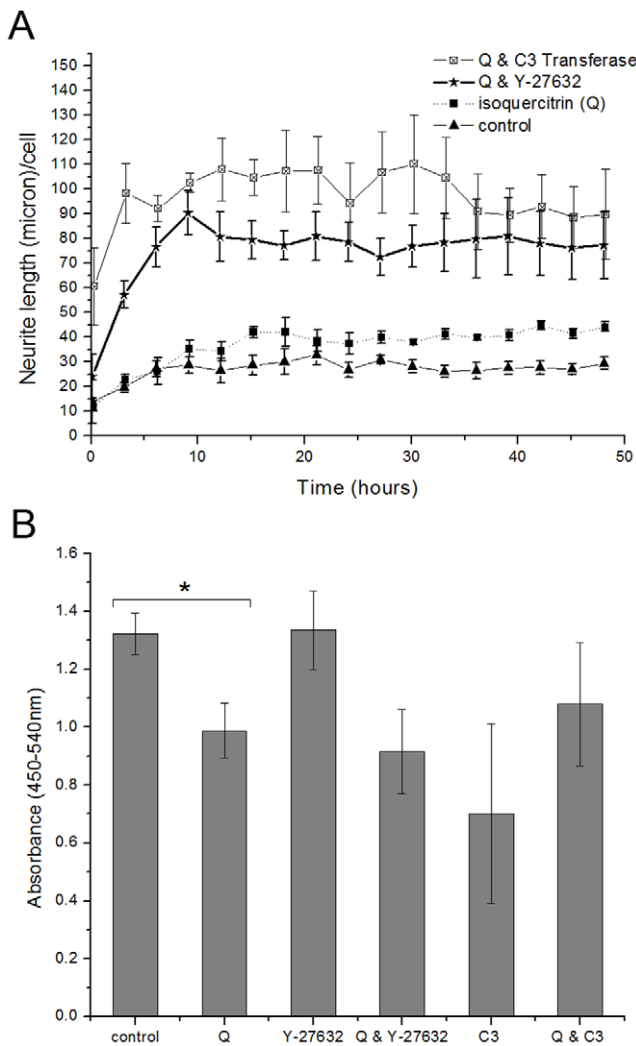 A
150
140
130
120
110
100
90
80
70
60
50
40
30
20
10
0
Neurite length (micron)/cell
Q & C3 Transferase
Q & Y-27632
isoquercitrin (Q)
control
0 10 20 30 40 50
Time (hours)
B
1.6
1.4
1.2
1.0
0.8
0.6
0.4
0.2
0.0
Absorbance (450-540nm)
*
control Q Y-27632 Q & Y-27632 C3 Q & C3